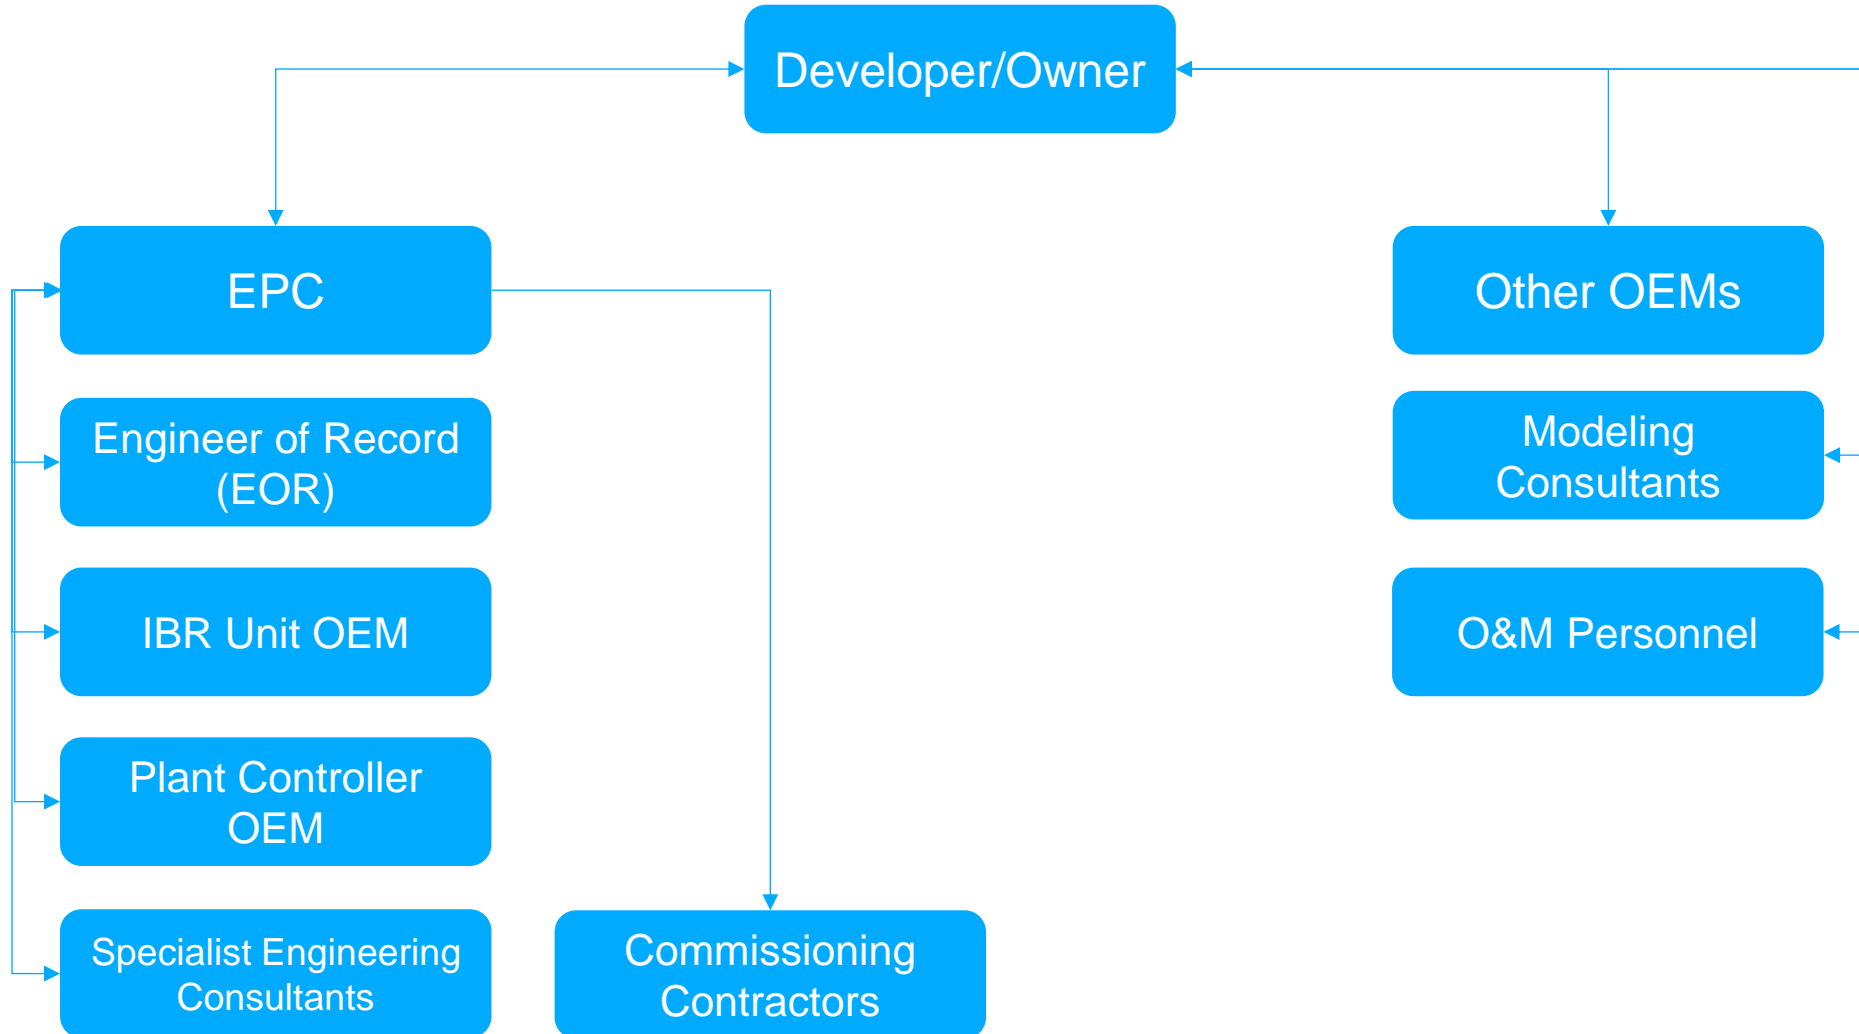 Developer/Owner
EPC
Other OEMs
Engineer of Record
(EOR)
Modeling
Consultants
IBR Unit OEM
O&M Personnel
Plant Controller
OEM
Specialist Engineering
Consultants
Commissioning
Contractors